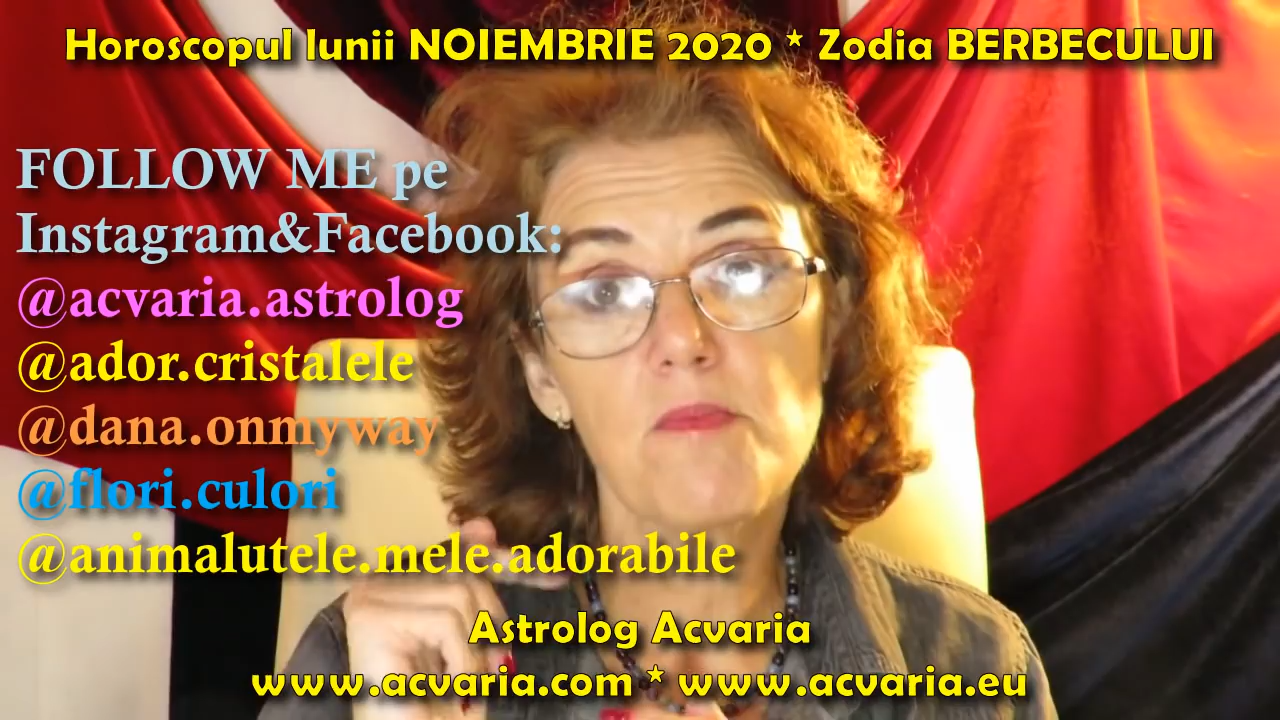 Horoscopul lunii NOIEMBRIE 2020 * Zodia BERBECULUI
FOLLOW ME pe
Instagram&Facebook:
@acvaria.astrolog
@ador.cristalele
@dana.onmyway
@flori.culori
@animalutele.mele.adorabile
Astrolog Acvaria
www.acvaria.com * www.acvaria.eu